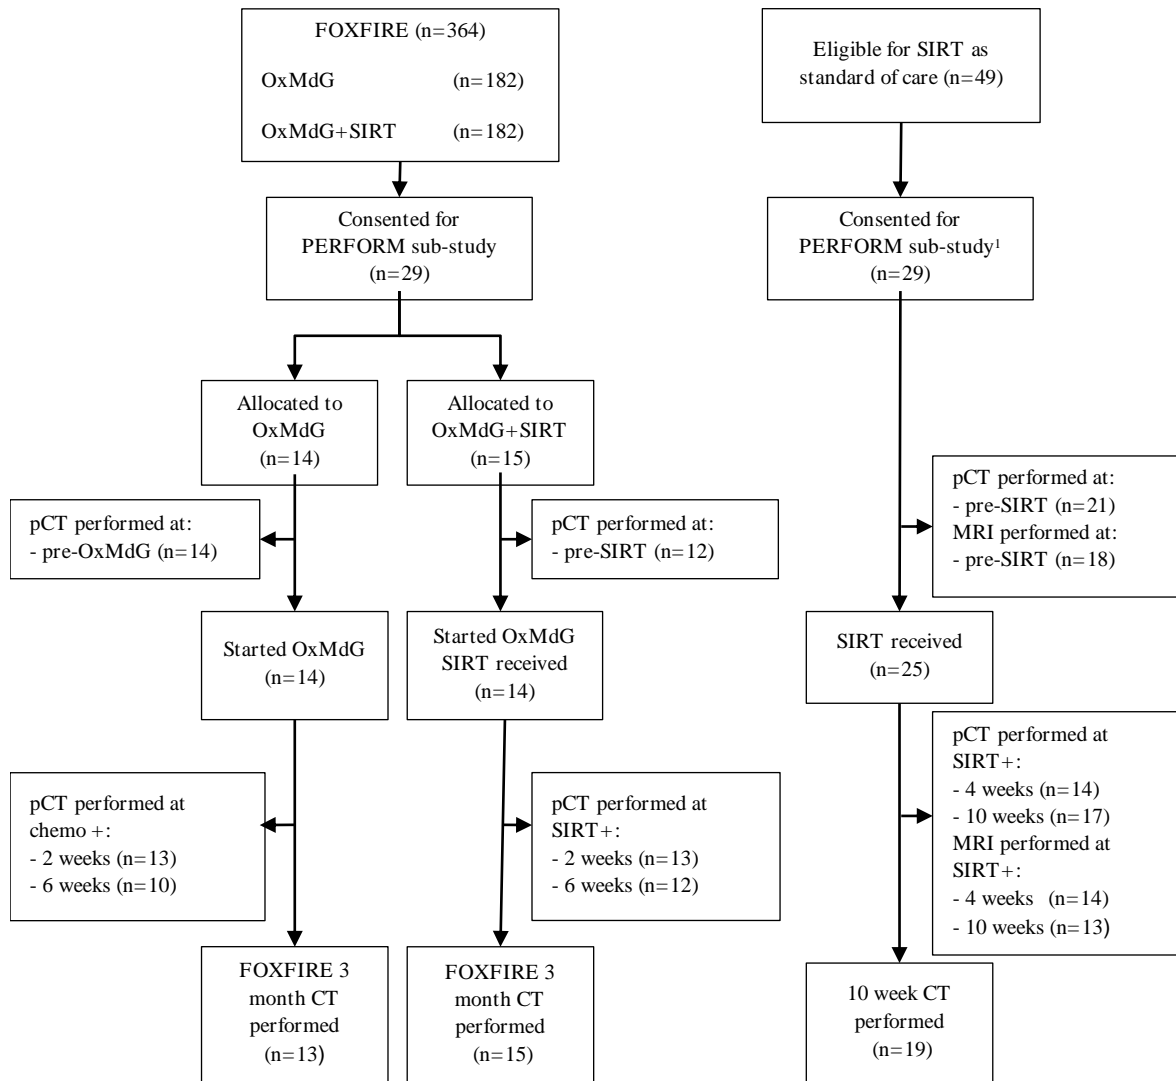 FOXFIRE (n=364)
OxMdG (n=182)
OxMdG+SIRT (n=182)
Consented for
PERFORM sub-study
(n=29)
Allocated to
OxMdG
(n=14)
Allocated to
OxMdG+SIRT
(n=15)
pCT performed at:
- pre-OxMdG (n=14)
pCT performed at:
- pre-SIRT (n=12)
Started OxMdG
(n=14)
Started OxMdG
SIRT received
(n=14)
pCT performed at
chemo +:
- 2 weeks (n=13)
- 6 weeks (n=10)
pCT performed at
SIRT+:
- 2 weeks (n=13)
- 6 weeks (n=12)
FOXFIRE 3
month CT
performed
(n=13)
FOXFIRE 3
month CT
performed
(n=15)
Eligible for SIRT as
standard of care (n=49)
Consented for
PERFORM sub-study¹
(n=29)
pCT performed at:
- pre-SIRT (n=21)
MRI performed at:
- pre-SIRT (n=18)
SIRT received
(n=25)
pCT performed at
SIRT+:
- 4 weeks (n=14)
- 10 weeks (n=17)
MRI performed at
SIRT+:
- 4 weeks (n=14)
- 10 weeks (n=13)
10 week CT
performed
(n=19)